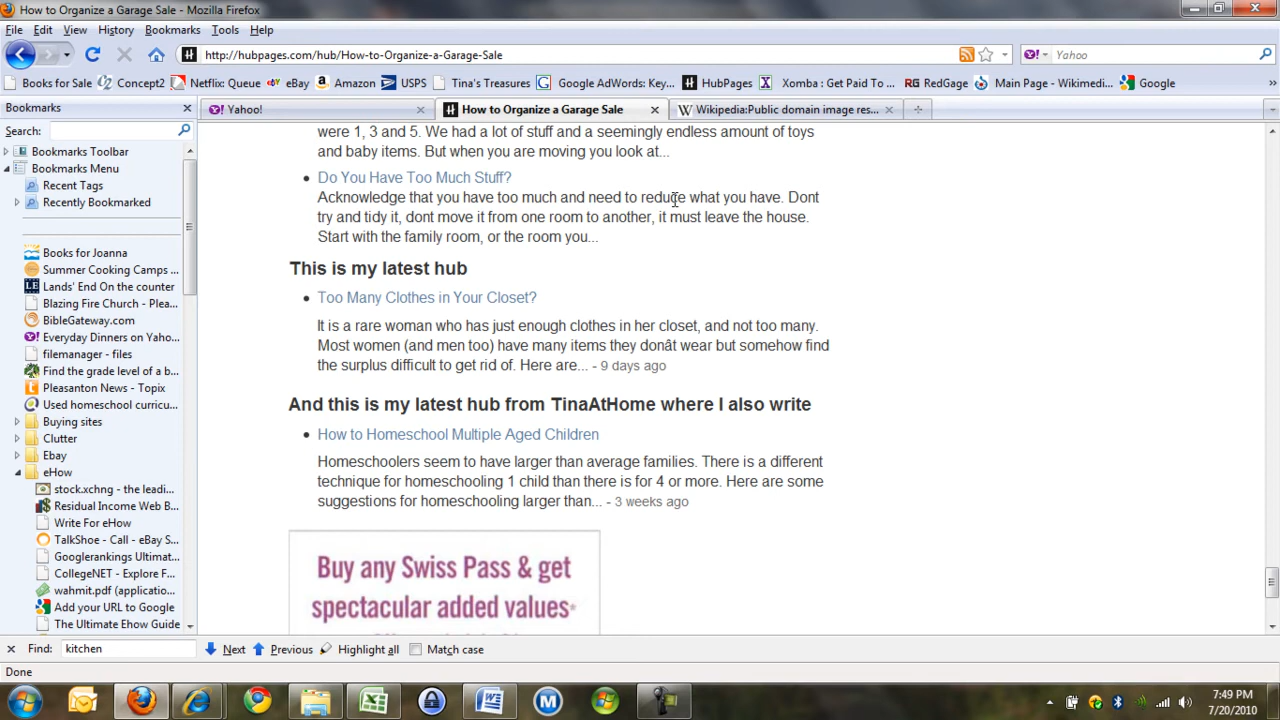 How to Organize a Garage Sale - Mozilla Firefox
File Edit View History Bookmarks Tools Help
http://hubpages.com/hub/How-to-Organize-a-Garage-Sale Yahoo
Books for Sale Concept2 Netflix: Queue eBay Amazon USPS Tina's Treasures Google AdWords: Key... HubPages Xomba : Get Paid To ... RedGage Main Page - Wikimedi... Google
Bookmarks
Yahoo! How to Organize a Garage Sale Wikipedia:Public domain image res...
Search:
Bookmarks Toolbar
Bookmarks Menu
Recent Tags
Recently Bookmarked
Books for Joanna
Summer Cooking Camps ...
Lands' End On the counter
Blazing Fire Church - Plea...
BibleGateway.com
Everyday Dinners on Yaho...
filemanager - files
Find the grade level of a b...
Pleasanton News - Topix
Used homeschool curricu...
Buying sites
Clutter
Ebay
eHow
stock.xchng - the leadi...
Residual Income Web B...
Write For eHow
TalkShoe - Call - eBay S...
Googlerankings Ultimat...
CollegeNET - Explore F...
wahmit.pdf (applicatio...
Add your URL to Google
The Ultimate Ehow Guide
were 1, 3 and 5. We had a lot of stuff and a seemingly endless amount of toys
and baby items. But when you are moving you look at...
Do You Have Too Much Stuff?
Acknowledge that you have too much and need to reduce what you have. Dont
try and tidy it, dont move it from one room to another, it must leave the house.
Start with the family room, or the room you...
This is my latest hub
Too Many Clothes in Your Closet?
It is a rare woman who has just enough clothes in her closet, and not too many.
Most women (and men too) have many items they donât wear but somehow find
the surplus difficult to get rid of. Here are... - 9 days ago
And this is my latest hub from TinaAtHome where I also write
How to Homeschool Multiple Aged Children
Homeschoolers seem to have larger than average families. There is a different
technique for homeschooling 1 child than there is for 4 or more. Here are some
suggestions for homeschooling larger than... - 3 weeks ago
Buy any Swiss Pass & get
spectacular added values*
Find: kitchen Next Previous Highlight all Match case
Done
7:49 PM
7/20/2010